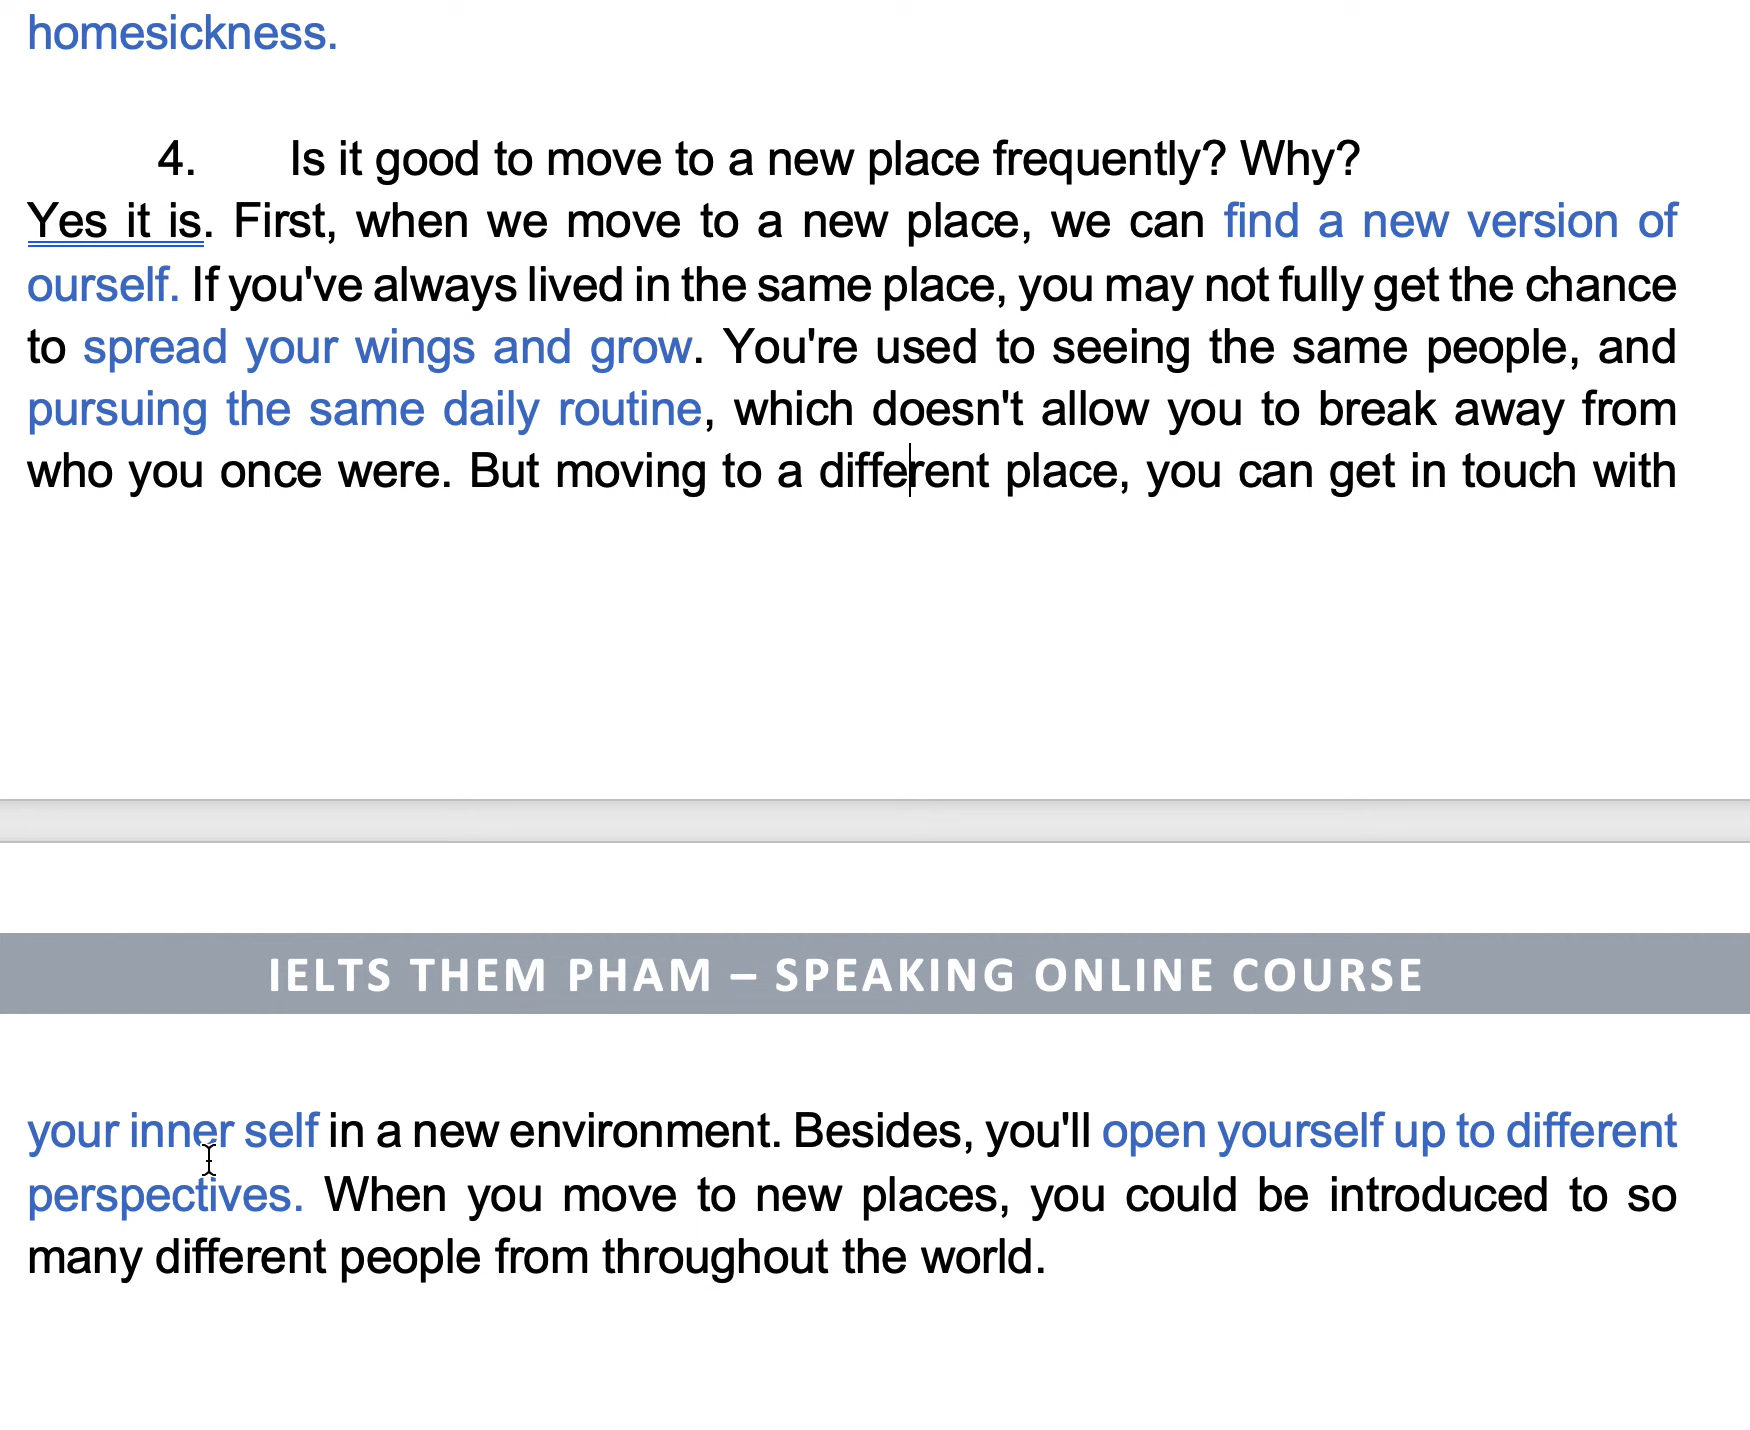 homesickness.
4. Is it good to move to a new place frequently? Why?
Yes it is. First, when we move to a new place, we can find a new version of
ourself. If you've always lived in the same place, you may not fully get the chance
to spread your wings and grow. You're used to seeing the same people, and
pursuing the same daily routine, which doesn't allow you to break away from
who you once were. But moving to a different place, you can get in touch with
IELTS THEM PHAM – SPEAKING ONLINE COURSE
your inner self in a new environment. Besides, you'll open yourself up to different
perspectives. When you move to new places, you could be introduced to so
many different people from throughout the world.